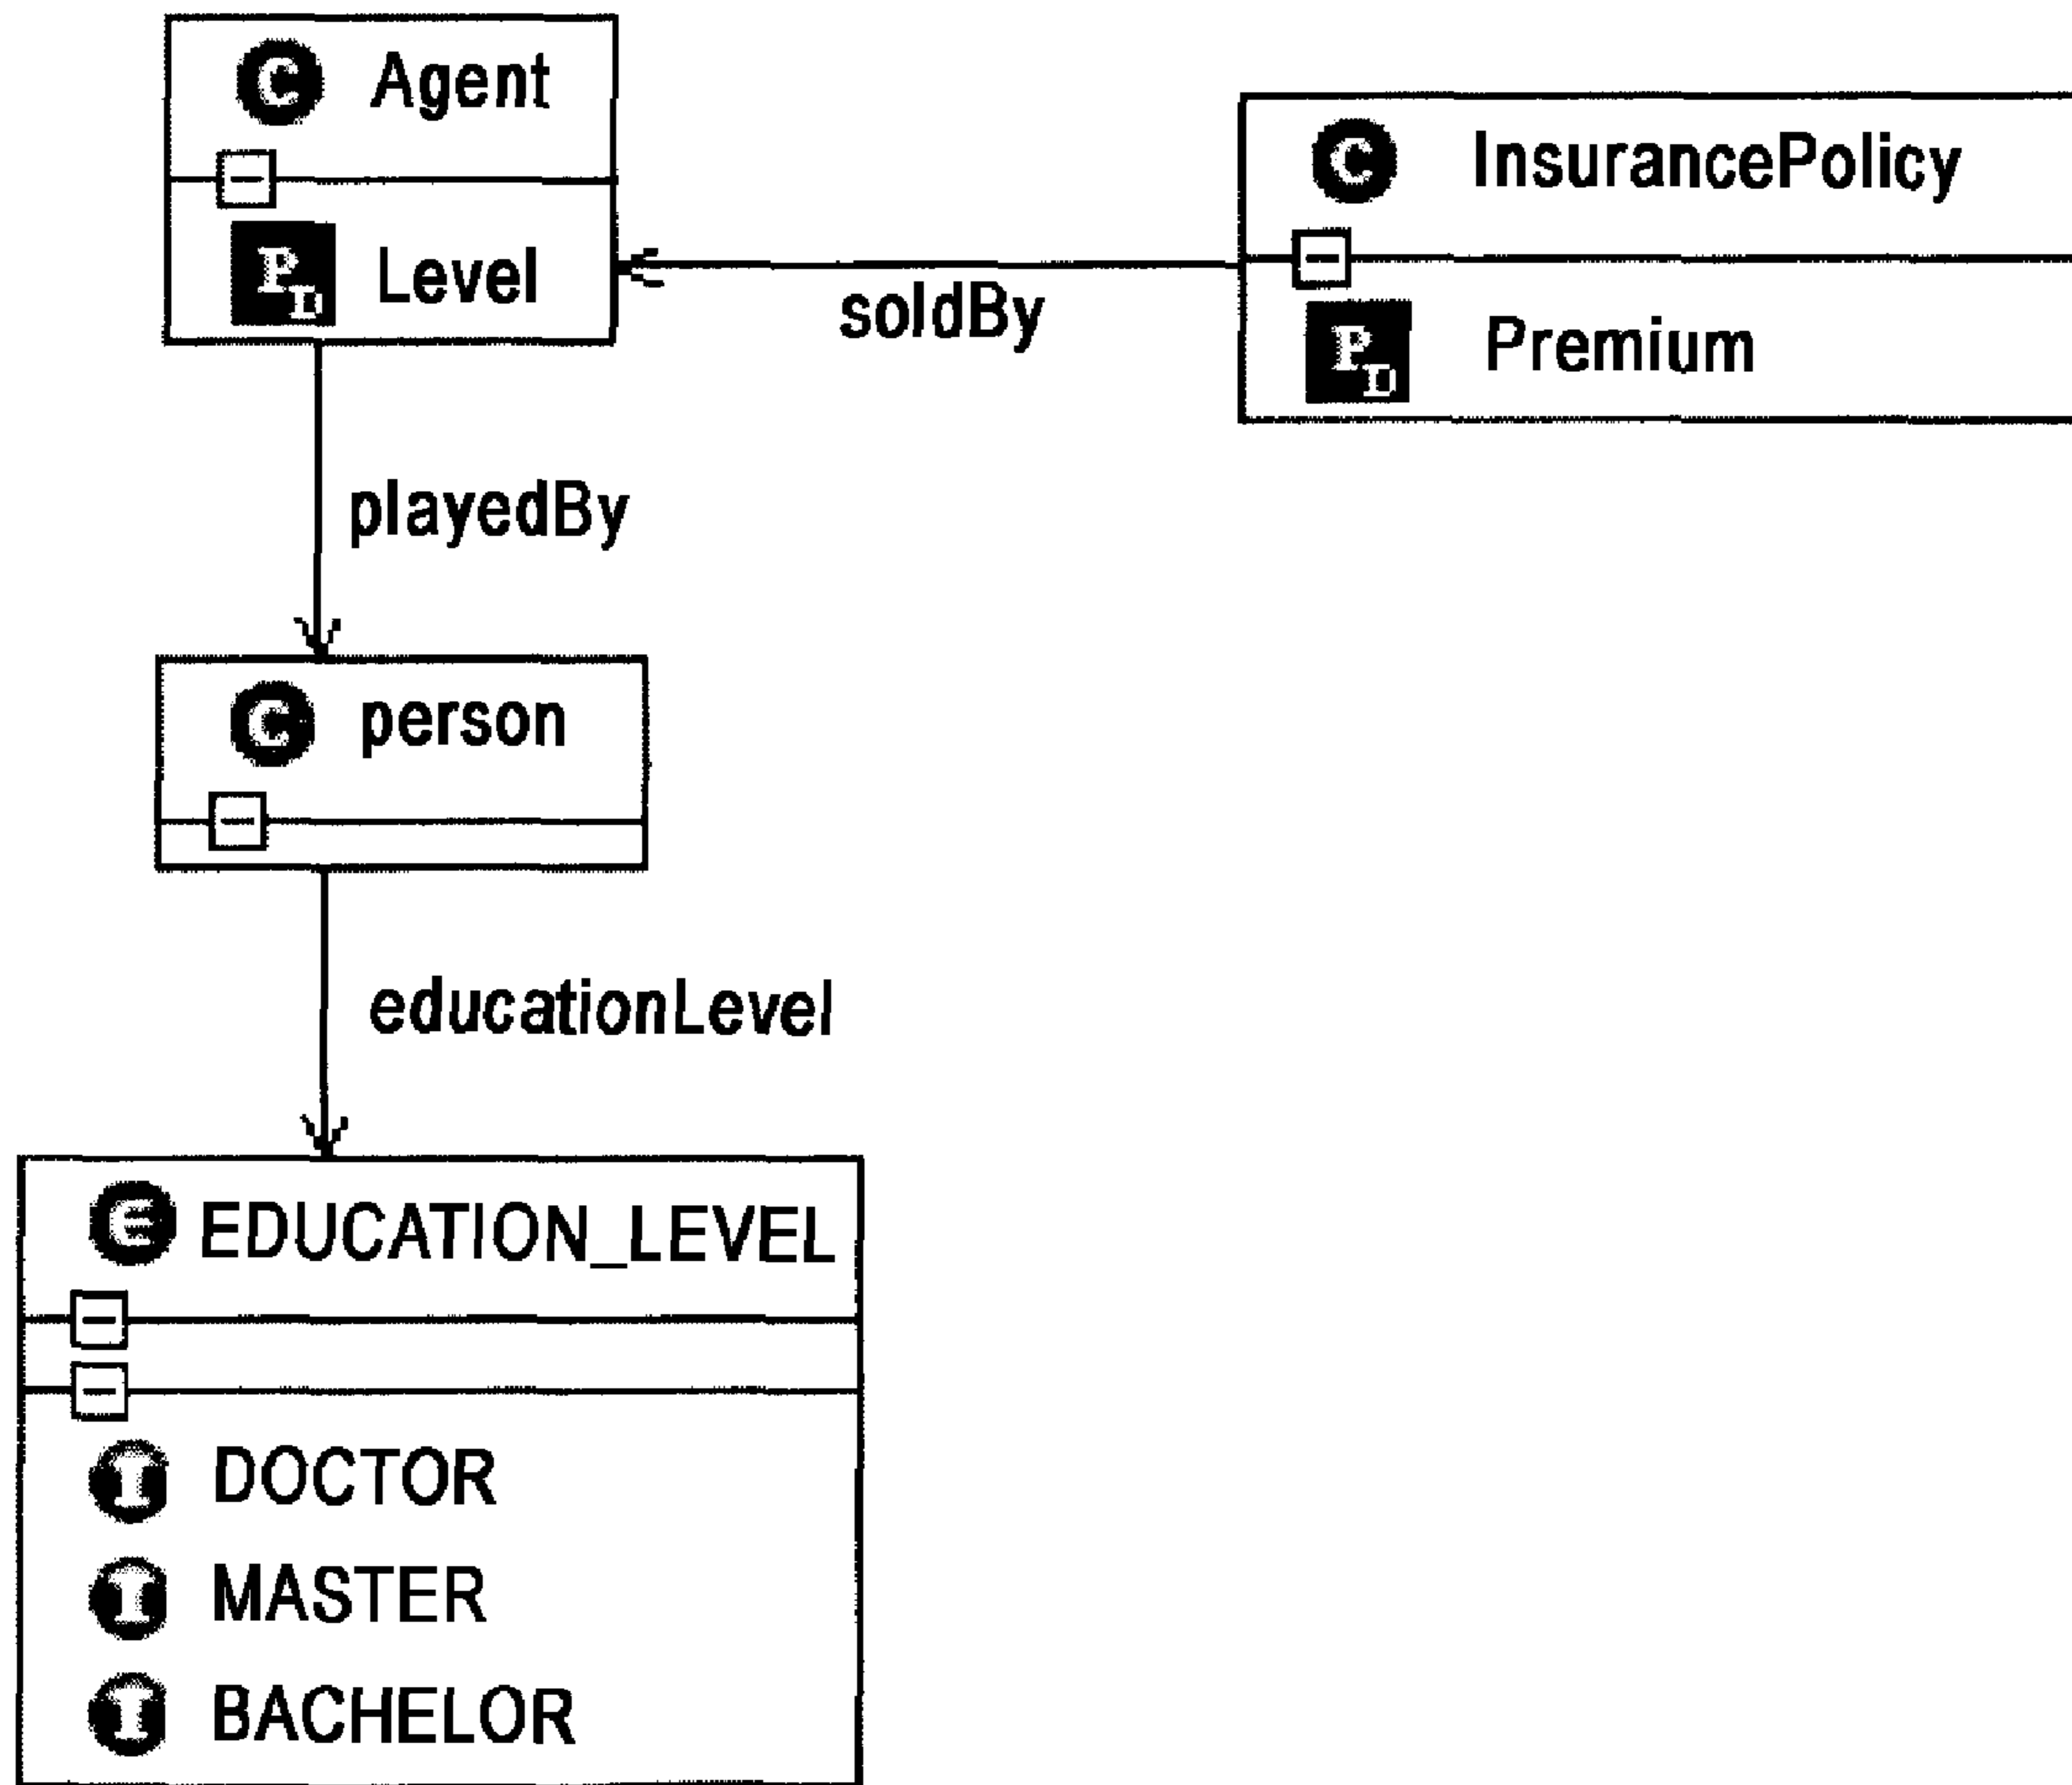 C Agent
P D Level
soldBy
C InsurancePolicy
P D Premium
playedBy
C person
educationLevel
E EDUCATION_LEVEL
I DOCTOR
I MASTER
I BACHELOR